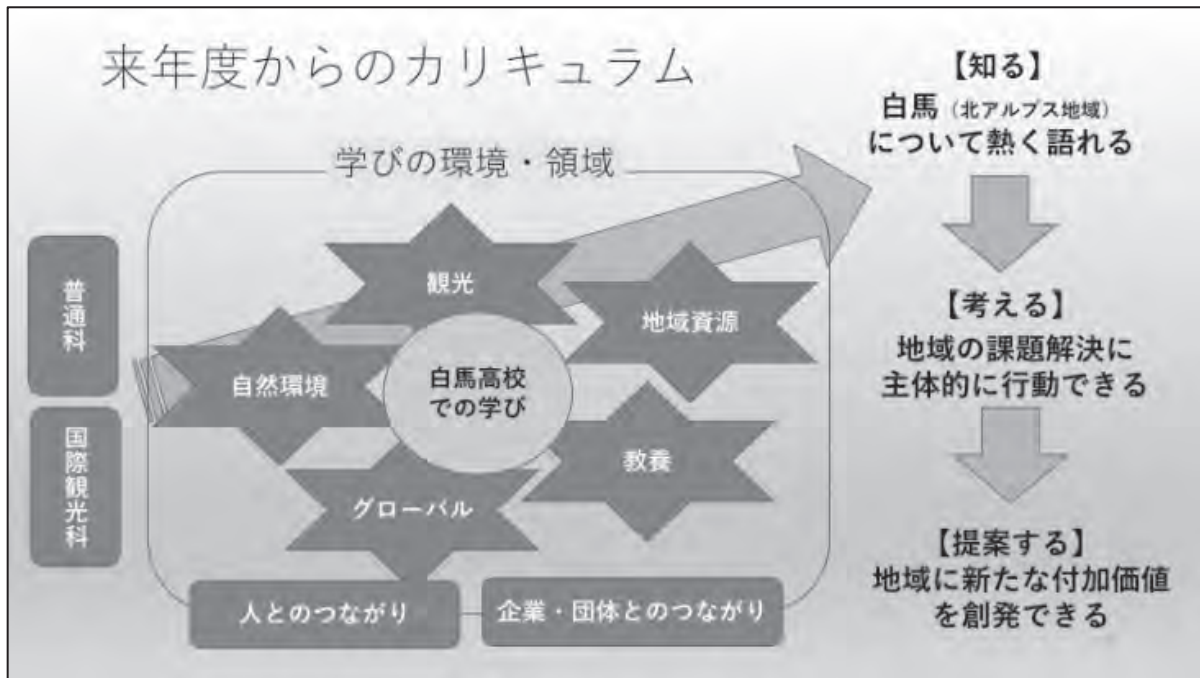 来年度からのカリキュラム
学びの環境・領域
普通科
国際観光科
観光
地域資源
自然環境
白馬高校
での学び
教養
グローバル
人とのつながり
企業・団体とのつながり
【知る】
白馬（北アルプス地域）
について熱く語れる
【考える】
地域の課題解決に
主体的に行動できる
【提案する】
地域に新たな付加価値
を創発できる